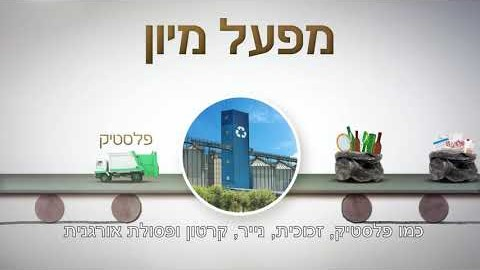 מפעל מיון
פלסטיק
כמו פלסטיק, זכוכית, נייר, קרטון ופסולת אורגנית